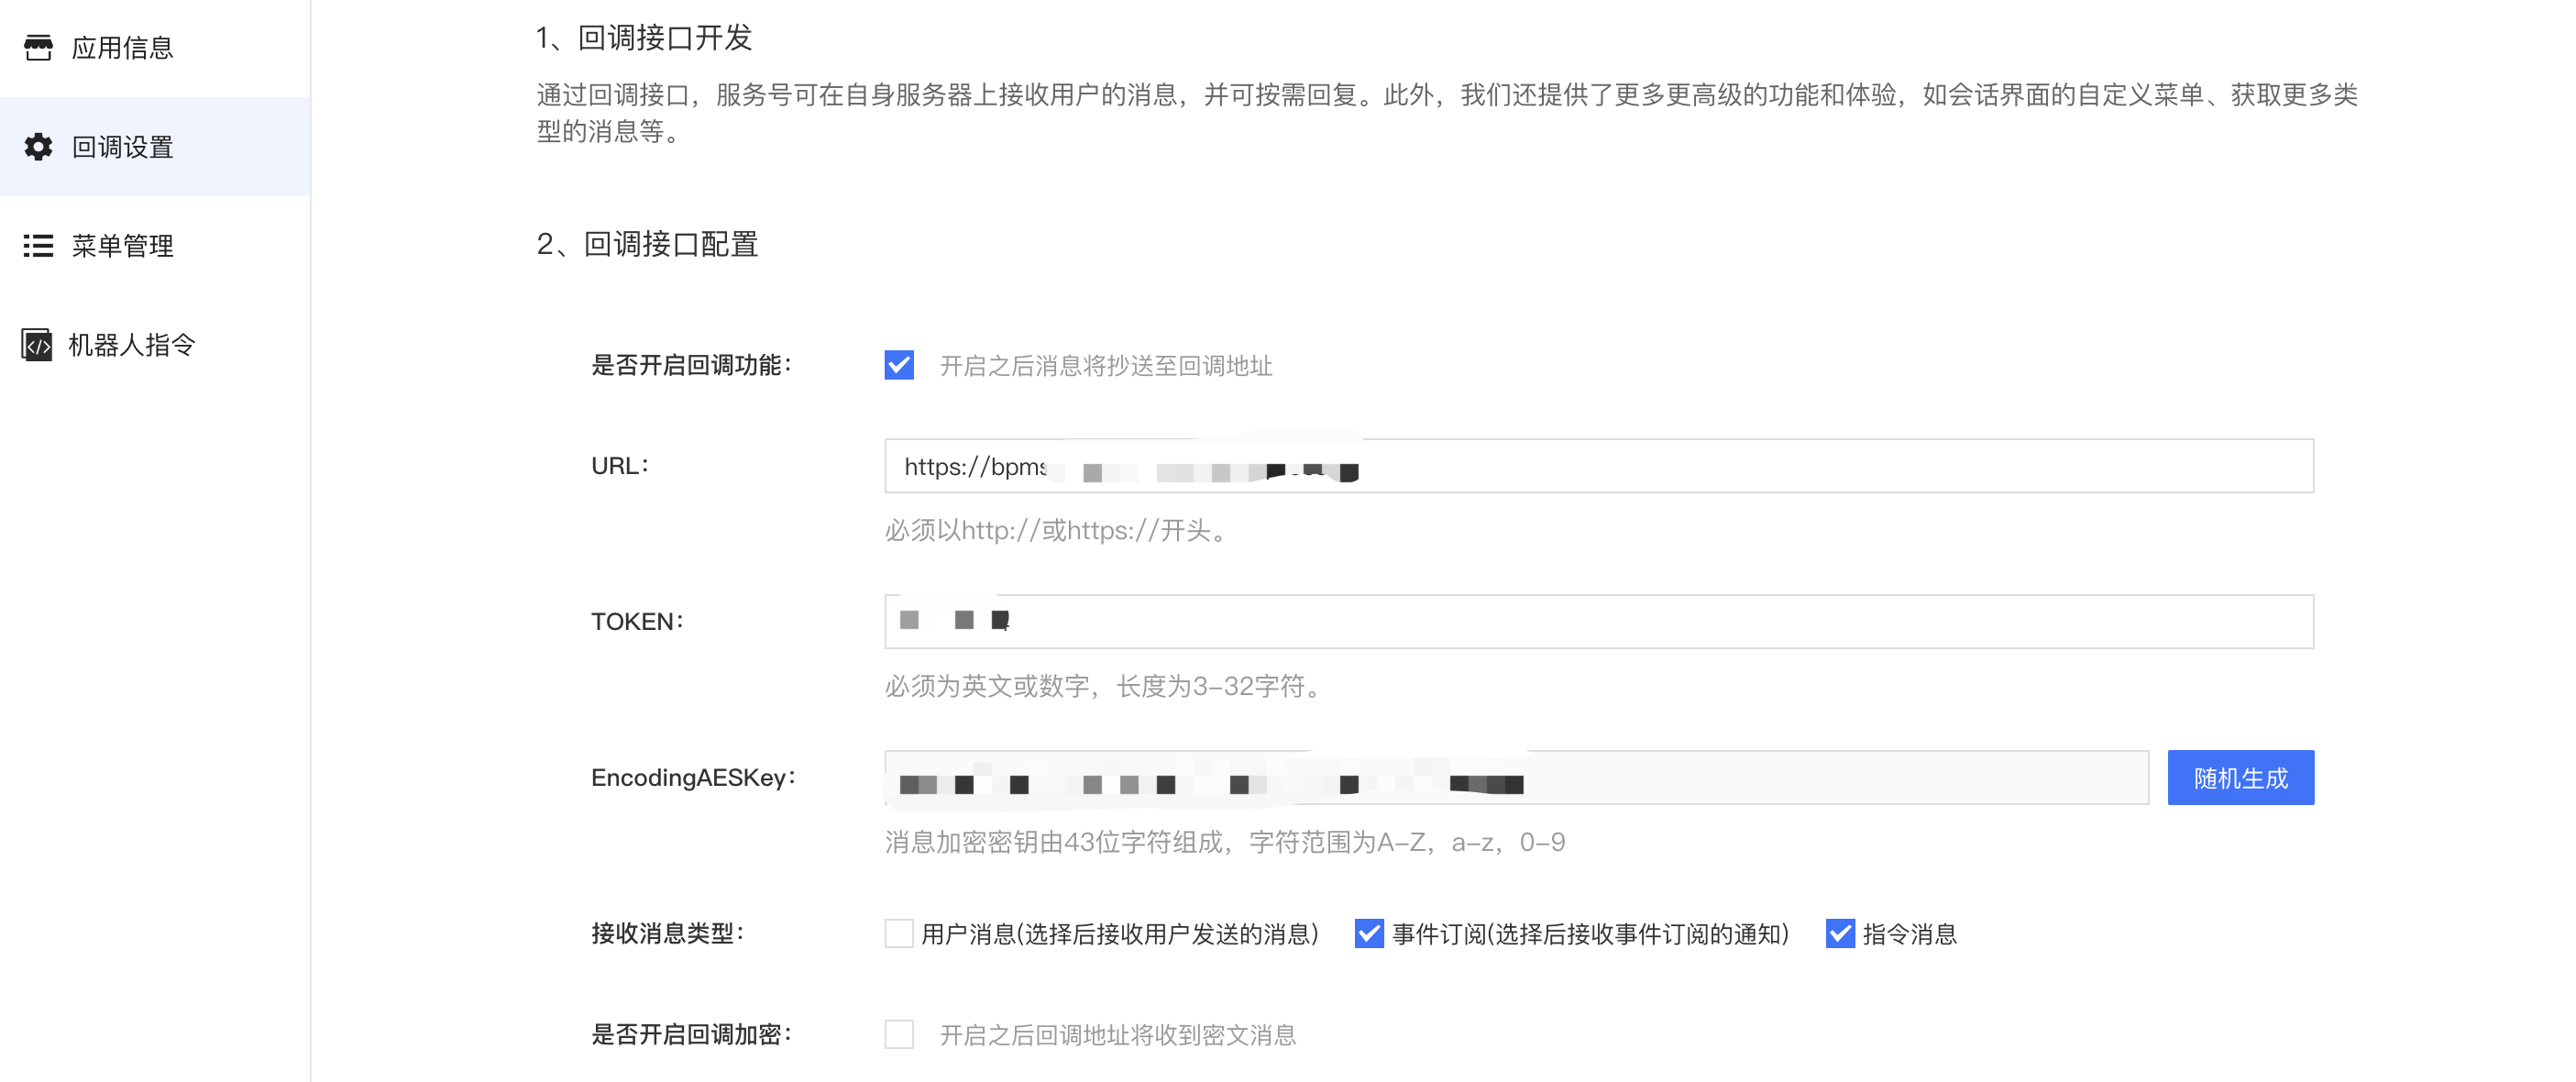 应用信息
回调设置
菜单管理
机器人指令
1、回调接口开发
通过回调接口，服务号可在自身服务器上接收用户的消息，并可按需回复。此外，我们还提供了更多更高级的功能和体验，如会话界面的自定义菜单、获取更多类
型的消息等。
2、回调接口配置
是否开启回调功能： 开启之后消息将抄送至回调地址
URL： https://bpms
必须以http://或https://开头。
TOKEN：
必须为英文或数字，长度为3-32字符。
EncodingAESKey： 随机生成
消息加密密钥由43位字符组成，字符范围为A-Z，a-z，0-9
接收消息类型： 用户消息(选择后接收用户发送的消息) 事件订阅(选择后接收事件订阅的通知) 指令消息
是否开启回调加密： 开启之后回调地址将收到密文消息